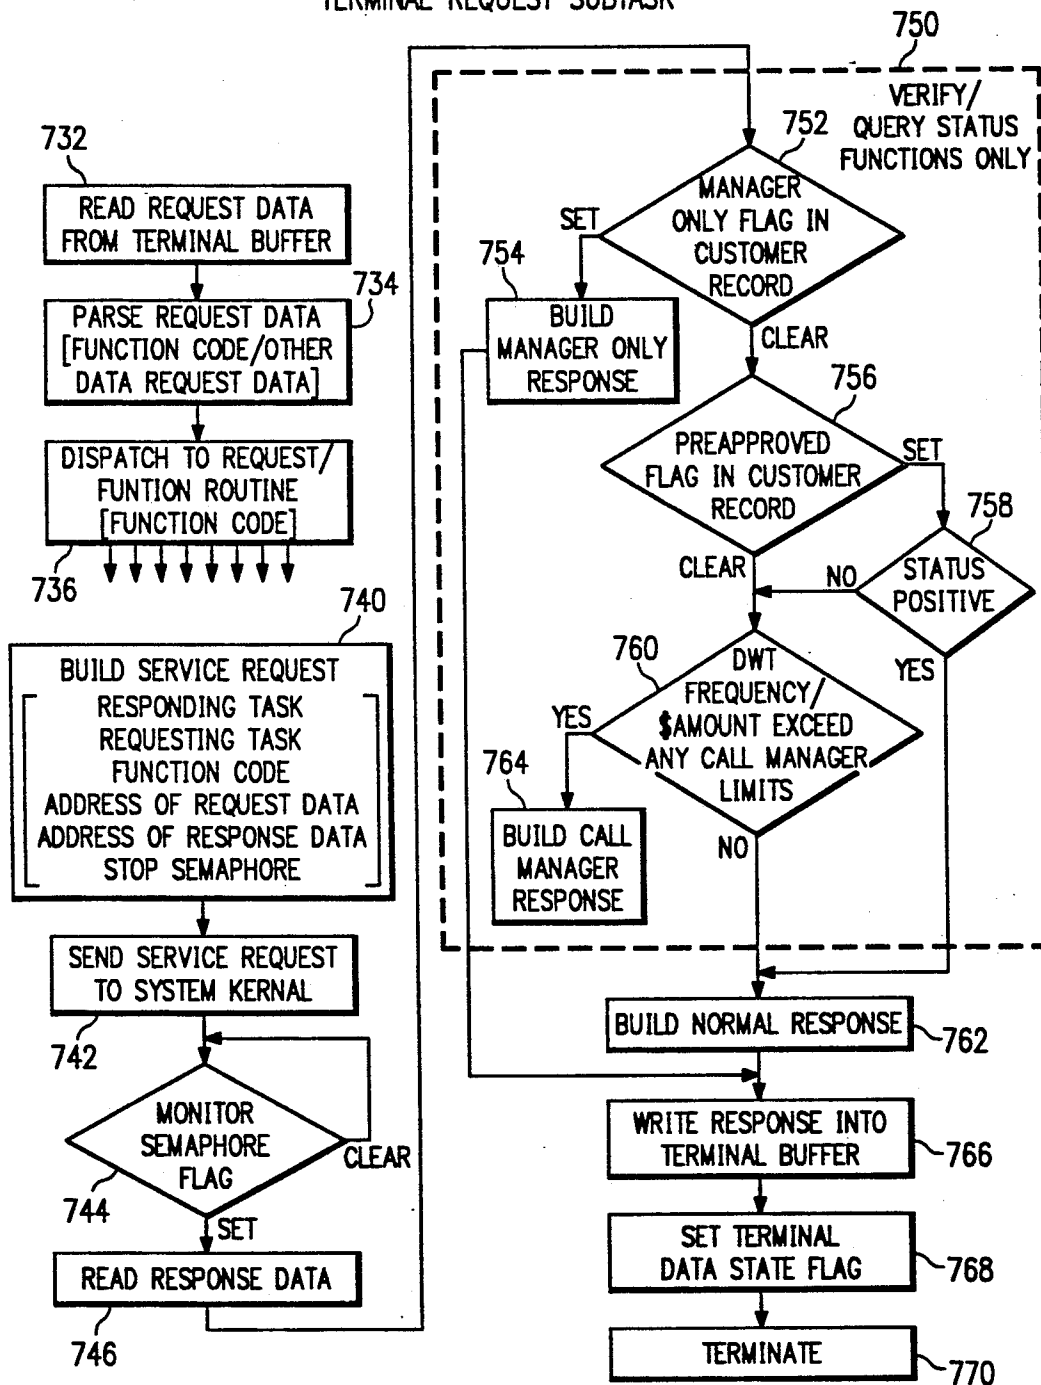 TERMINAL REQUEST SUBTASK
732
READ REQUEST DATA
FROM TERMINAL BUFFER
734
PARSE REQUEST DATA
[FUNCTION CODE/OTHER
DATA REQUEST DATA]
DISPATCH TO REQUEST/
FUNTION ROUTINE
[FUNCTION CODE]
736
740
BUILD SERVICE REQUEST
RESPONDING TASK
REQUESTING TASK
FUNCTION CODE
ADDRESS OF REQUEST DATA
ADDRESS OF RESPONSE DATA
STOP SEMAPHORE
SEND SERVICE REQUEST
TO SYSTEM KERNAL
742
MONITOR
SEMAPHORE
FLAG
CLEAR
744
SET
READ RESPONSE DATA
746
750
VERIFY/
QUERY STATUS
FUNCTIONS ONLY
752
MANAGER
ONLY FLAG IN
CUSTOMER
RECORD
SET
754
BUILD
MANAGER ONLY
RESPONSE
CLEAR
756
PREAPPROVED
FLAG IN CUSTOMER
RECORD
SET
758
STATUS
POSITIVE
CLEAR
NO
YES
760
DWT
FREQUENCY/
$AMOUNT EXCEED
ANY CALL MANAGER
LIMITS
YES
764
BUILD CALL
MANAGER
RESPONSE
NO
BUILD NORMAL RESPONSE
762
WRITE RESPONSE INTO
TERMINAL BUFFER
766
SET TERMINAL
DATA STATE FLAG
768
TERMINATE
770